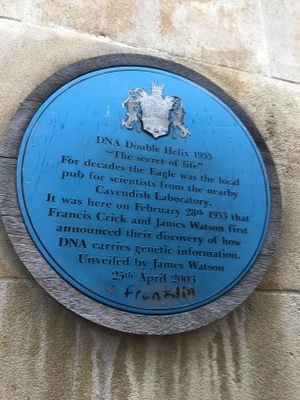 DNA Double Helix 1953
"The secret of life"
For decades the Eagle was the local
pub for scientists from the nearby
Cavendish Laboratory.
It was here on February 28th 1953 that
Francis Crick and James Watson first
announced their discovery of how
DNA carries genetic information.
Unveiled by James Watson
25th April 2003
+ Franklin